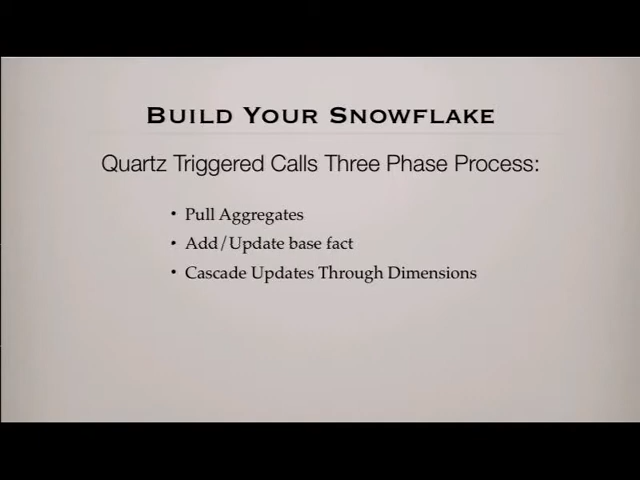 Build Your Snowflake
Quartz Triggered Calls Three Phase Process:
• Pull Aggregates
• Add/Update base fact
• Cascade Updates Through Dimensions